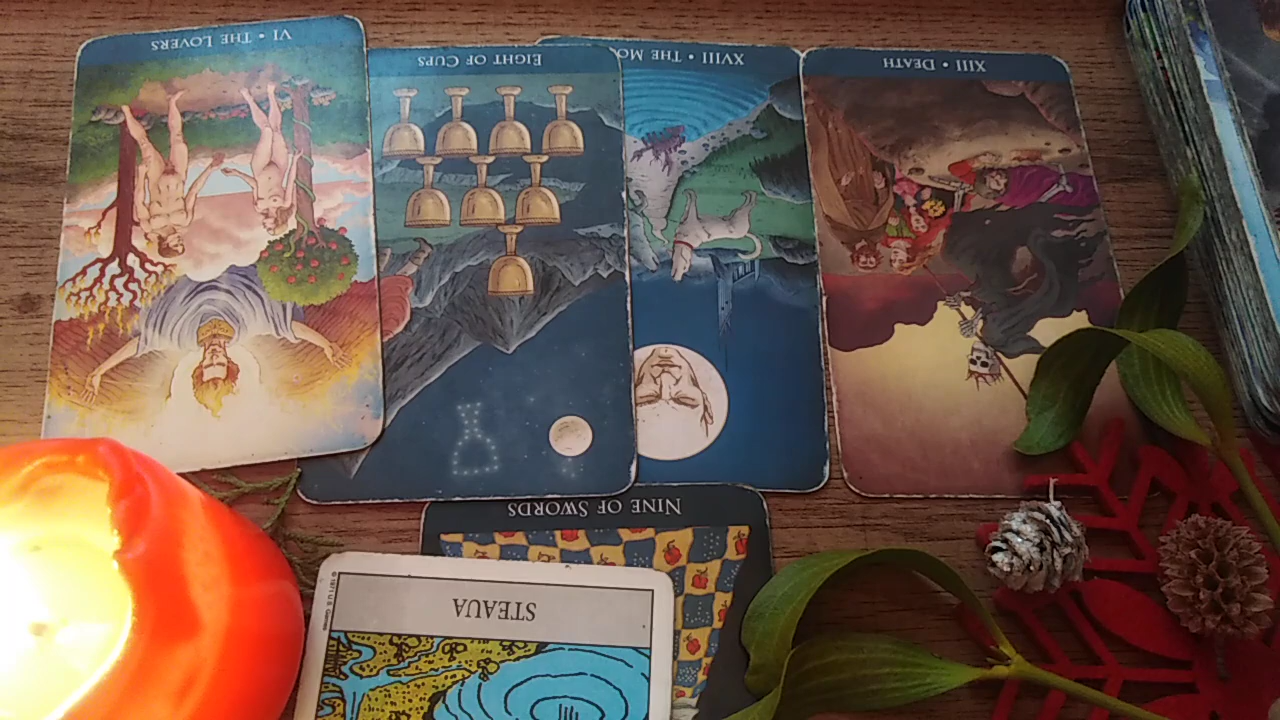 VI • THE LOVERS
EIGHT OF CUPS
XVIII • THE MO
XIII • DEATH
NINE OF SWORDS
STEAUA